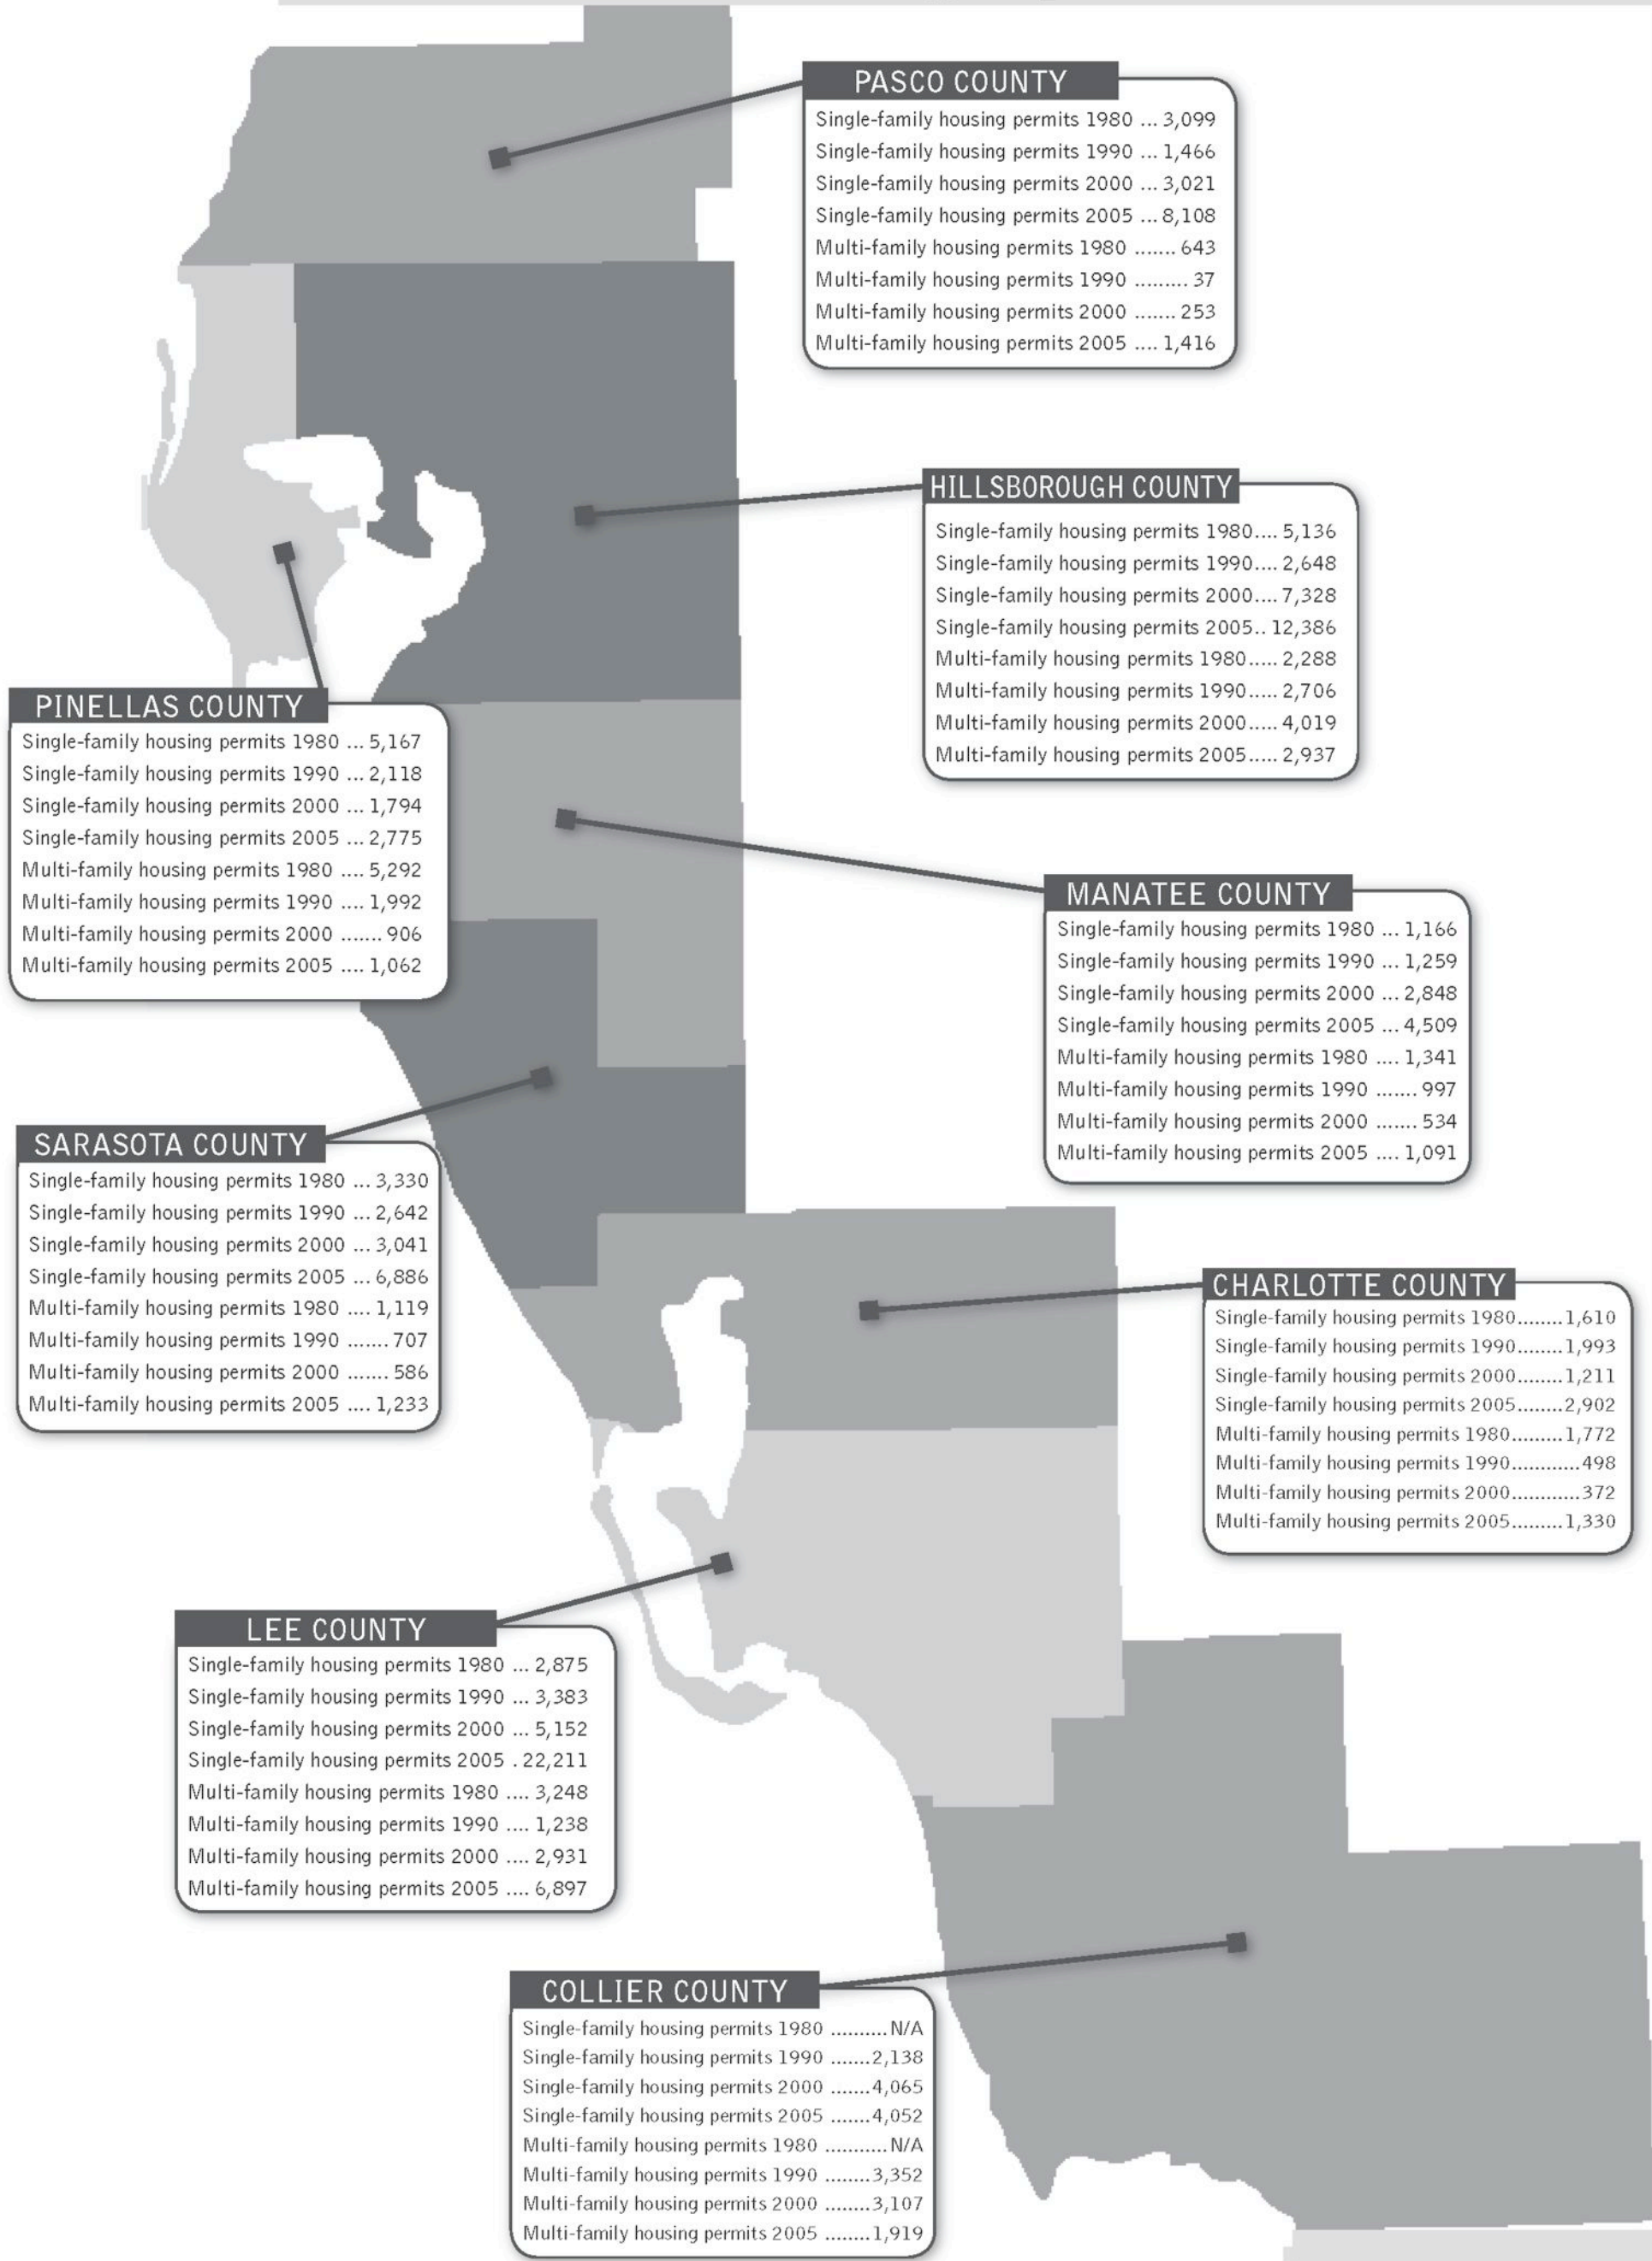 PASCO COUNTY
Single-family housing permits 1980 ... 3,099
Single-family housing permits 1990 ... 1,466
Single-family housing permits 2000 ... 3,021
Single-family housing permits 2005 ... 8,108
Multi-family housing permits 1980 ....... 643
Multi-family housing permits 1990 ......... 37
Multi-family housing permits 2000 ....... 253
Multi-family housing permits 2005 .... 1,416
HILLSBOROUGH COUNTY
Single-family housing permits 1980.... 5,136
Single-family housing permits 1990.... 2,648
Single-family housing permits 2000.... 7,328
Single-family housing permits 2005.. 12,386
Multi-family housing permits 1980..... 2,288
Multi-family housing permits 1990..... 2,706
Multi-family housing permits 2000..... 4,019
Multi-family housing permits 2005..... 2,937
PINELLAS COUNTY
Single-family housing permits 1980 ... 5,167
Single-family housing permits 1990 ... 2,118
Single-family housing permits 2000 ... 1,794
Single-family housing permits 2005 ... 2,775
Multi-family housing permits 1980 .... 5,292
Multi-family housing permits 1990 .... 1,992
Multi-family housing permits 2000 ....... 906
Multi-family housing permits 2005 .... 1,062
MANATEE COUNTY
Single-family housing permits 1980 ... 1,166
Single-family housing permits 1990 ... 1,259
Single-family housing permits 2000 ... 2,848
Single-family housing permits 2005 ... 4,509
Multi-family housing permits 1980 .... 1,341
Multi-family housing permits 1990 ....... 997
Multi-family housing permits 2000 ....... 534
Multi-family housing permits 2005 .... 1,091
SARASOTA COUNTY
Single-family housing permits 1980 ... 3,330
Single-family housing permits 1990 ... 2,642
Single-family housing permits 2000 ... 3,041
Single-family housing permits 2005 ... 6,886
Multi-family housing permits 1980 .... 1,119
Multi-family housing permits 1990 ....... 707
Multi-family housing permits 2000 ....... 586
Multi-family housing permits 2005 .... 1,233
CHARLOTTE COUNTY
Single-family housing permits 1980........1,610
Single-family housing permits 1990........1,993
Single-family housing permits 2000........1,211
Single-family housing permits 2005........2,902
Multi-family housing permits 1980.........1,772
Multi-family housing permits 1990............498
Multi-family housing permits 2000............372
Multi-family housing permits 2005.........1,330
LEE COUNTY
Single-family housing permits 1980 ... 2,875
Single-family housing permits 1990 ... 3,383
Single-family housing permits 2000 ... 5,152
Single-family housing permits 2005 . 22,211
Multi-family housing permits 1980 .... 3,248
Multi-family housing permits 1990 .... 1,238
Multi-family housing permits 2000 .... 2,931
Multi-family housing permits 2005 .... 6,897
COLLIER COUNTY
Single-family housing permits 1980 ..........N/A
Single-family housing permits 1990 .......2,138
Single-family housing permits 2000 .......4,065
Single-family housing permits 2005 .......4,052
Multi-family housing permits 1980 ...........N/A
Multi-family housing permits 1990 ........3,352
Multi-family housing permits 2000 ........3,107
Multi-family housing permits 2005 ........1,919